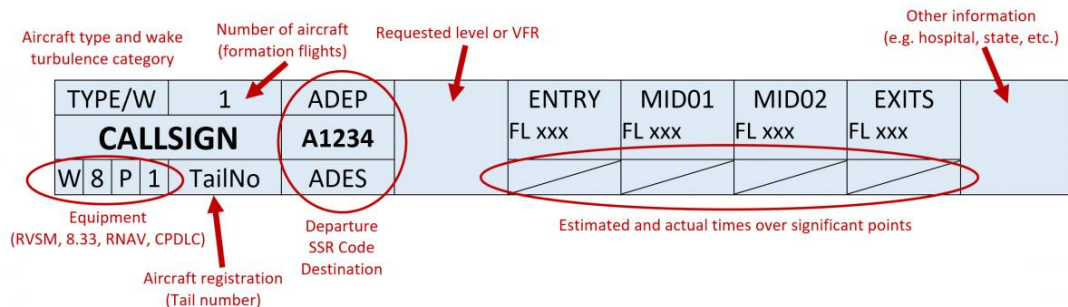 Aircraft type and wake
turbulence category
Number of aircraft
(formation flights)
Requested level or VFR
Other information
(e.g. hospital, state, etc.)
TYPE/W 1 ADEP ENTRY MID01 MID02 EXITS
FL xxx FL xxx FL xxx FL xxx
CALLSIGN A1234
W 8 P 1 TailNo ADES
Equipment
(RVSM, 8.33, RNAV, CPDLC)
Departure
SSR Code
Destination
Estimated and actual times over significant points
Aircraft registration
(Tail number)